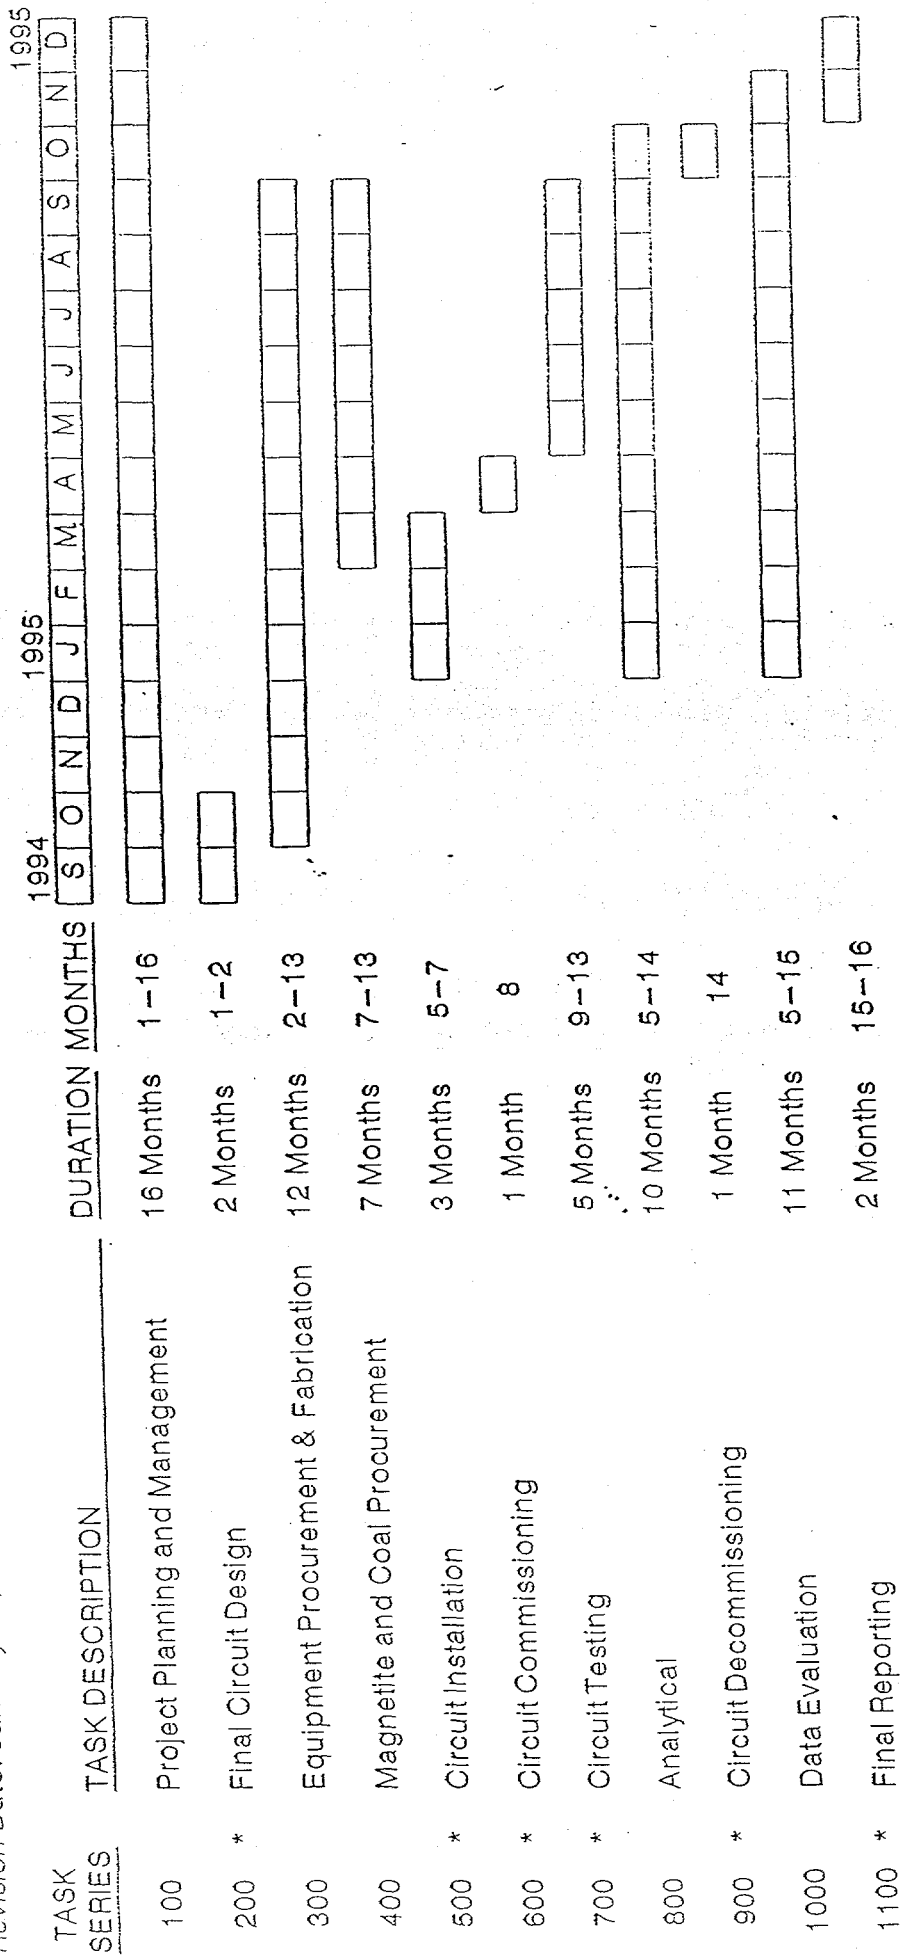 Revision Date:
1994 1995 1995
TASK SERIES TASK DESCRIPTION DURATION MONTHS S O N D J F M A M J J A S O N D
100 Project Planning and Management 16 Months 1-16
200 * Final Circuit Design 2 Months 1-2
300 Equipment Procurement & Fabrication 12 Months 2-13
400 Magnetite and Coal Procurement 7 Months 7-13
500 * Circuit Installation 3 Months 5-7
600 * Circuit Commissioning 1 Month 8
700 * Circuit Testing 5 Months 9-13
800 Analytical 10 Months 5-14
900 * Circuit Decommissioning 1 Month 14
1000 Data Evaluation 11 Months 5-15
1100 * Final Reporting 2 Months 15-16